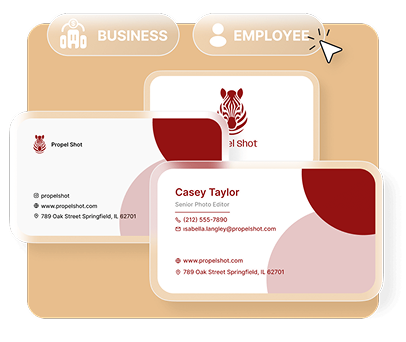 BUSINESS
EMPLOYEE
Propel Shot
Propel Shot
propelshot
www.propelshot.com
789 Oak Street Springfield, IL 62701
Casey Taylor
Senior Photo Editor
(212) 555-7890
isabella.langley@propelshot.com
www.propelshot.com
789 Oak Street Springfield, IL 62701